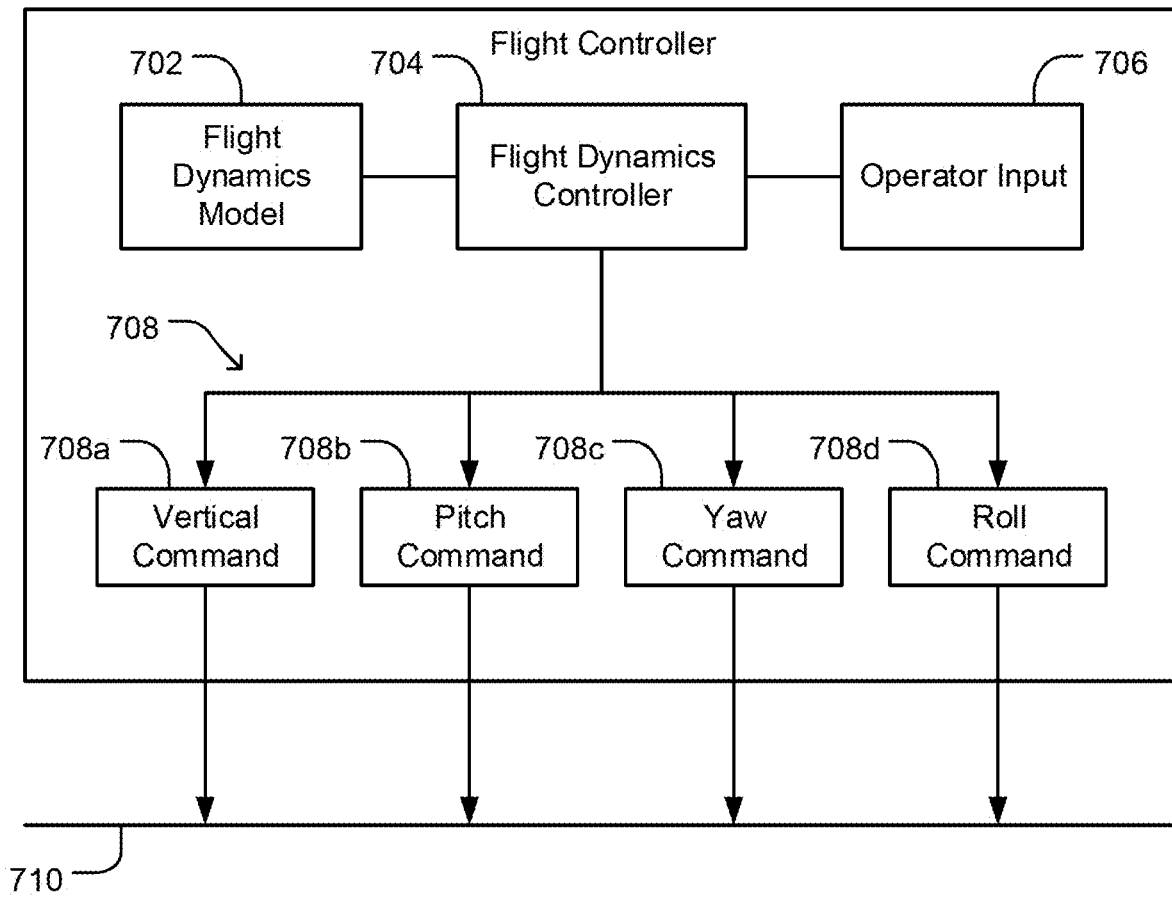 Flight Controller
702
704
706
Flight
Dynamics
Model
Flight Dynamics
Controller
Operator Input
708
708a
708b
708c
708d
Vertical
Command
Pitch
Command
Yaw
Command
Roll
Command
710